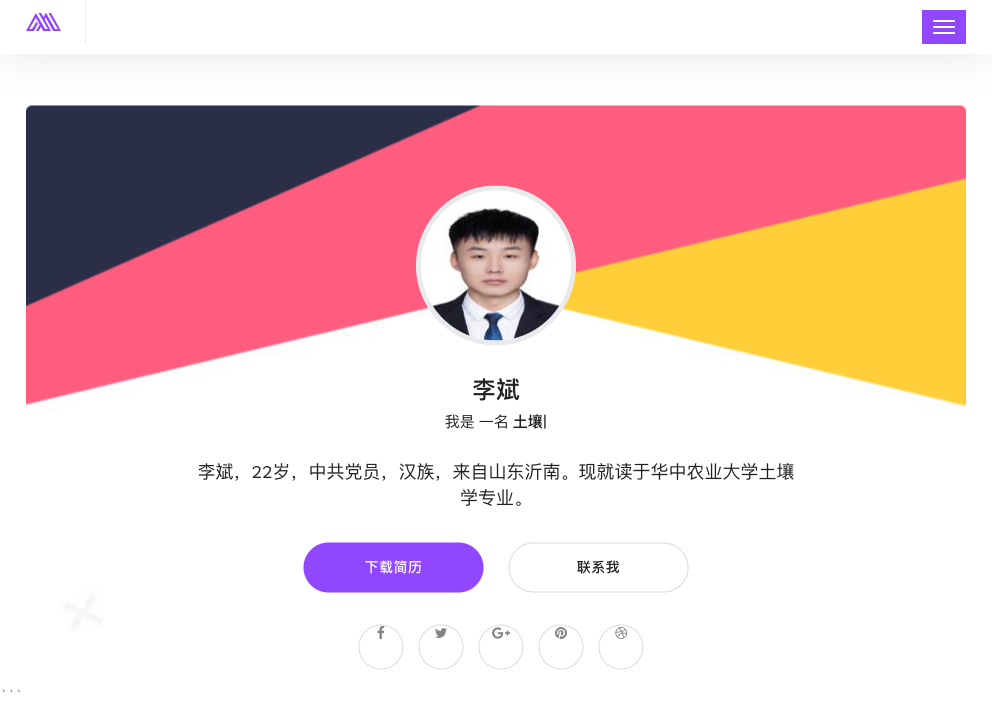 李斌
我是 一名 土壤|
李斌，22岁，中共党员，汉族，来自山东沂南。现就读于华中农业大学土壤
学专业。
下载简历
联系我
```